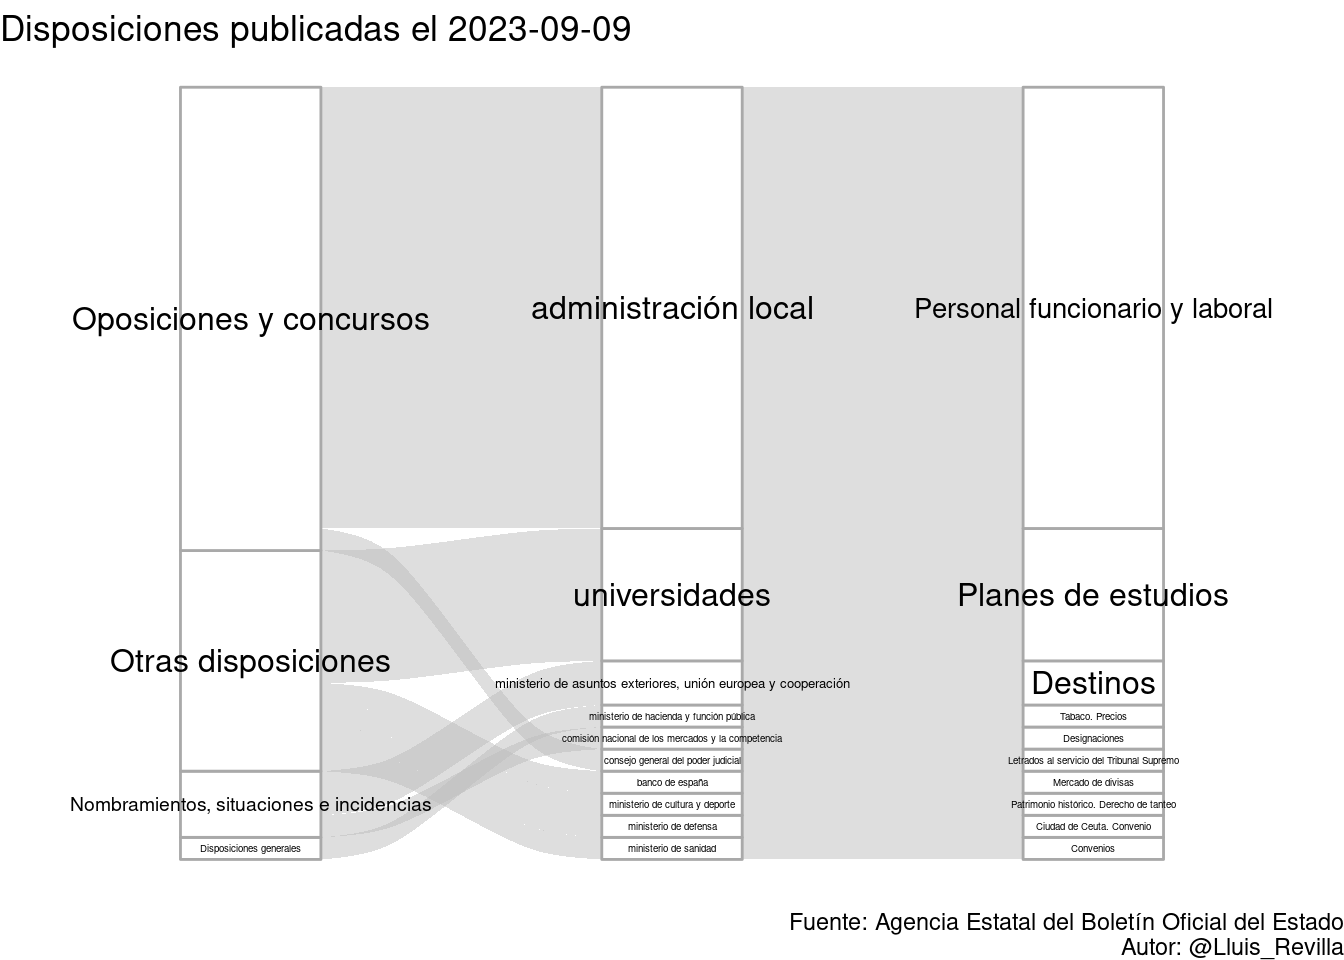 Disposiciones publicadas el 2023-09-09
Oposiciones y concursos
Otras disposiciones
Nombramientos, situaciones e incidencias
Disposiciones generales
administración local
universidades
ministerio de asuntos exteriores, unión europea y cooperación
ministerio de hacienda y función pública
comisión nacional de los mercados y la competencia
consejo general del poder judicial
banco de españa
ministerio de cultura y deporte
ministerio de defensa
ministerio de sanidad
Personal funcionario y laboral
Planes de estudios
Destinos
Tabaco. Precios
Designaciones
Letrados al servicio del Tribunal Supremo
Mercado de divisas
Patrimonio histórico. Derecho de tanteo
Ciudad de Ceuta. Convenio
Convenios
Fuente: Agencia Estatal del Boletín Oficial del Estado
Autor: @Lluis_Revilla